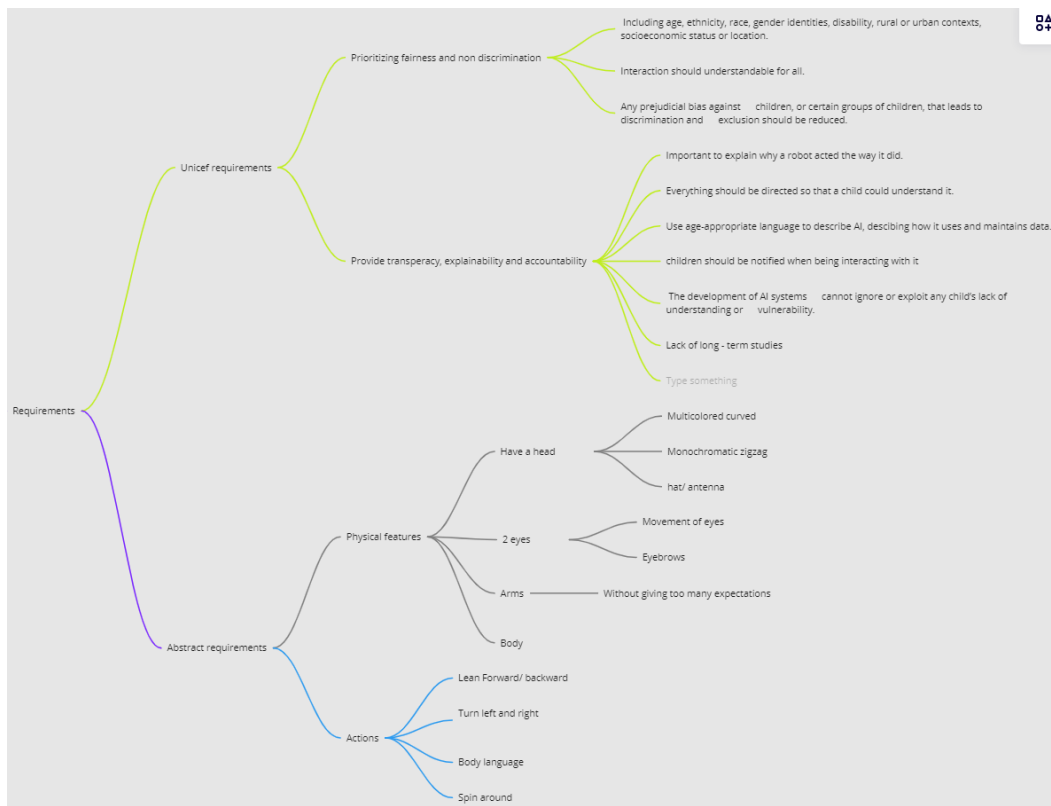 Including age, ethnicity, race, gender identities, disability, rural or urban contexts,
socioeconomic status or location.
Prioritizing fairness and non discrimination
Interaction should understandable for all.
Any prejudicial bias against children, or certain groups of children, that leads to
discrimination and exclusion should be reduced.
Unicef requirements
Important to explain why a robot acted the way it did.
Everything should be directed so that a child could understand it.
Use age-appropriate language to describe AI, descibing how it uses and maintains data.
Provide transperacy, explainability and accountability
children should be notified when being interacting with it
The development of AI systems cannot ignore or exploit any child's lack of
understanding or vulnerability.
Lack of long - term studies
Type something
Requirements
Multicolored curved
Have a head
Monochromatic zigzag
hat/ antenna
Physical features
2 eyes
Movement of eyes
Eyebrows
Arms
Without giving too many expectations
Body
Abstract requirements
Lean Forward/ backward
Turn left and right
Actions
Body language
Spin around